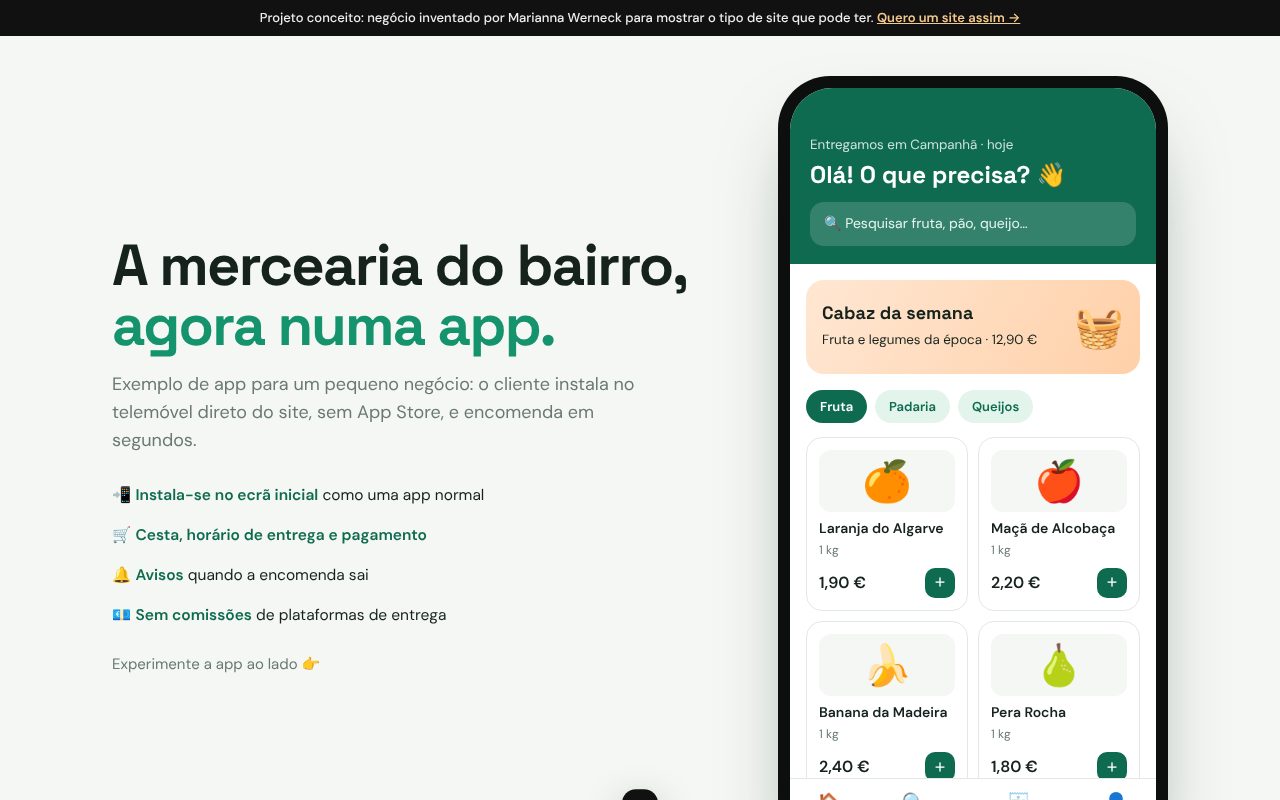 Projeto conceito: negócio inventado por Marianna Werneck para mostrar o tipo de site que pode ter. Quero um site assim →
A mercearia do bairro,
agora numa app.
Exemplo de app para um pequeno negócio: o cliente instala no
telemóvel direto do site, sem App Store, e encomenda em
segundos.
Instala-se no ecrã inicial como uma app normal
Cesta, horário de entrega e pagamento
Avisos quando a encomenda sai
Sem comissões de plataformas de entrega
Experimente a app ao lado 👉
Entregamos em Campanhã · hoje
Olá! O que precisa? 👋
Pesquisar fruta, pão, queijo…
Cabaz da semana
Fruta e legumes da época · 12,90 €
Fruta
Padaria
Queijos
Laranja do Algarve
1 kg
1,90 €
+
Maçã de Alcobaça
1 kg
2,20 €
+
Banana da Madeira
1 kg
2,40 €
+
Pera Rocha
1 kg
1,80 €
+